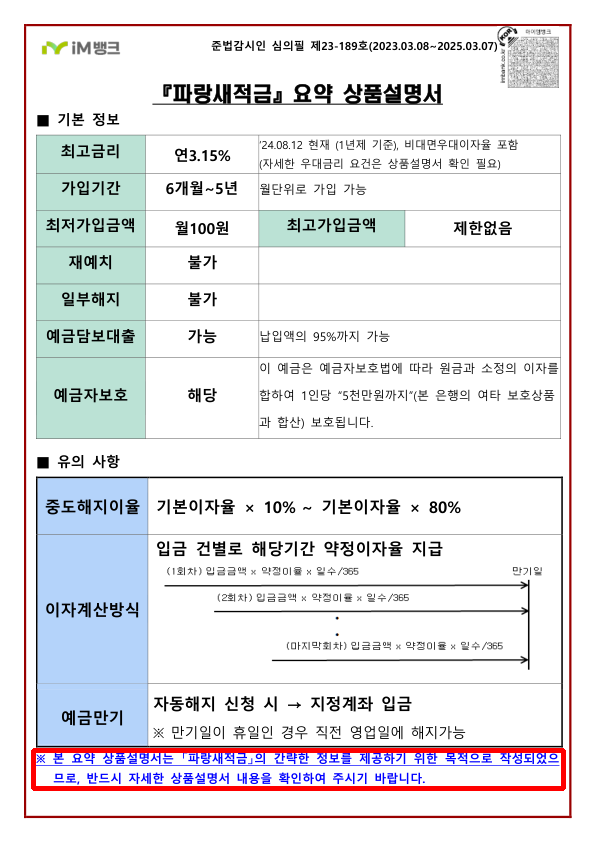 iM뱅크
준법감시인 심의필 제23-189호(2023.03.08~2025.03.07)
아이엠뱅크
imbank.co.kr
『파랑새적금』 요약 상품설명서
■ 기본 정보
최고금리 연3.15% ’24.08.12 현재 (1년제 기준), 비대면우대이자율 포함
(자세한 우대금리 요건은 상품설명서 확인 필요)
가입기간 6개월~5년 월단위로 가입 가능
최저가입금액 월100원 최고가입금액 제한없음
재예치 불가
일부해지 불가
예금담보대출 가능 납입액의 95%까지 가능
예금자보호 해당 이 예금은 예금자보호법에 따라 원금과 소정의 이자를
합하여 1인당 “5천만원까지”(본 은행의 여타 보호상품
과 합산) 보호됩니다.
■ 유의 사항
중도해지이율 기본이자율 × 10% ~ 기본이자율 × 80%
이자계산방식 입금 건별로 해당기간 약정이자율 지급
(1회차) 입금금액 x 약정이율 x 일수/365 만기일
(2회차) 입금금액 x 약정이율 x 일수/365
(마지막회차) 입금금액 x 약정이율 x 일수/365
예금만기 자동해지 신청 시 → 지정계좌 입금
※ 만기일이 휴일인 경우 직전 영업일에 해지가능
※ 본 요약 상품설명서는 「파랑새적금」의 간략한 정보를 제공하기 위한 목적으로 작성되었으
므로, 반드시 자세한 상품설명서 내용을 확인하여 주시기 바랍니다.